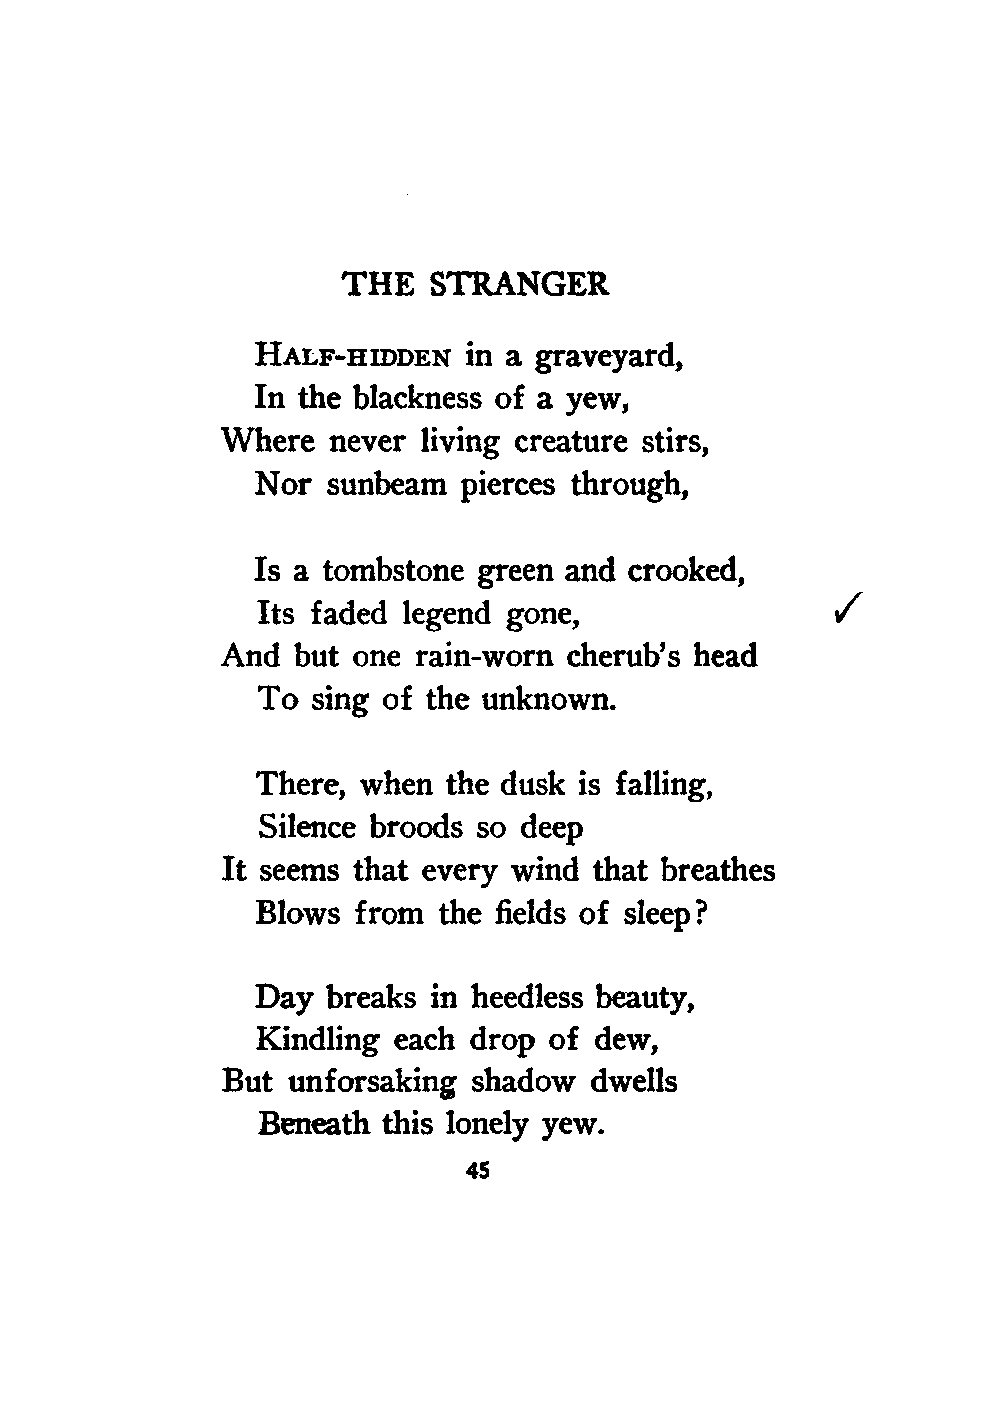 THE STRANGER
HALF-HIDDEN in a graveyard,
In the blackness of a yew,
Where never living creature stirs,
Nor sunbeam pierces through,
Is a tombstone green and crooked,
Its faded legend gone,
And but one rain-worn cherub's head
To sing of the unknown.
There, when the dusk is falling,
Silence broods so deep
It seems that every wind that breathes
Blows from the fields of sleep?
Day breaks in heedless beauty,
Kindling each drop of dew,
But unforsaking shadow dwells
Beneath this lonely yew.
45